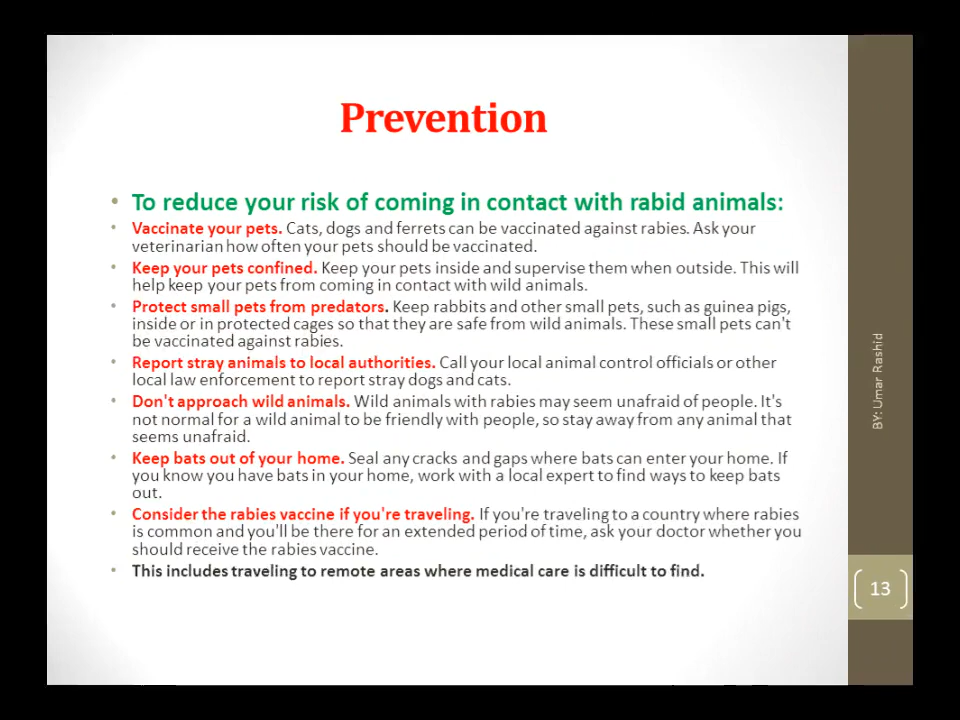 Prevention
• To reduce your risk of coming in contact with rabid animals:
• Vaccinate your pets. Cats, dogs and ferrets can be vaccinated against rabies. Ask your
veterinarian how often your pets should be vaccinated.
• Keep your pets confined. Keep your pets inside and supervise them when outside. This will
help keep your pets from coming in contact with wild animals.
• Protect small pets from predators. Keep rabbits and other small pets, such as guinea pigs,
inside or in protected cages so that they are safe from wild animals. These small pets can't
be vaccinated against rabies.
• Report stray animals to local authorities. Call your local animal control officials or other
local law enforcement to report stray dogs and cats.
• Don't approach wild animals. Wild animals with rabies may seem unafraid of people. It's
not normal for a wild animal to be friendly with people, so stay away from any animal that
seems unafraid.
• Keep bats out of your home. Seal any cracks and gaps where bats can enter your home. If
you know you have bats in your home, work with a local expert to find ways to keep bats
out.
• Consider the rabies vaccine if you're traveling. If you're traveling to a country where rabies
is common and you'll be there for an extended period of time, ask your doctor whether you
should receive the rabies vaccine.
• This includes traveling to remote areas where medical care is difficult to find.
BY: Umar Rashid
13